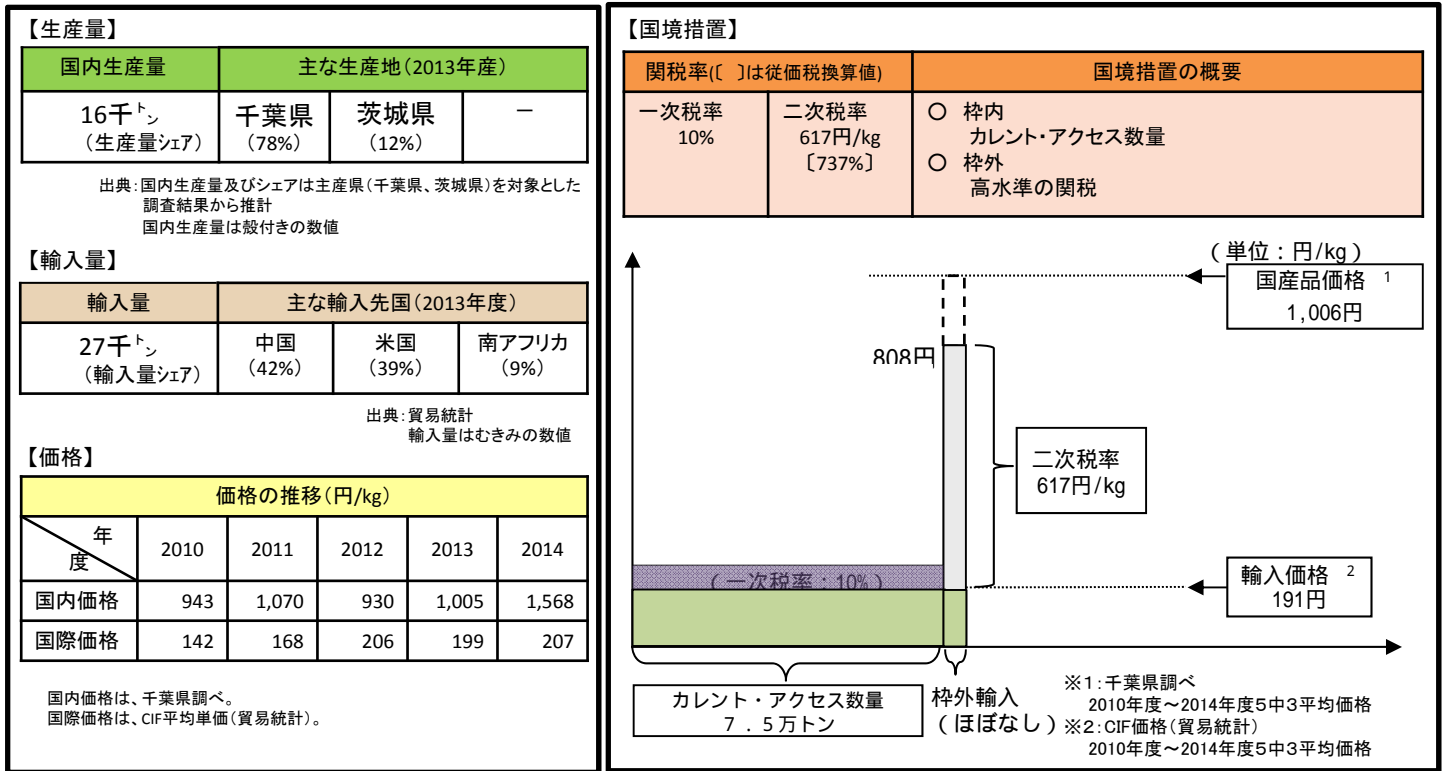 【生産量】
国内生産量 主な生産地(2013年産)
16千トン
(生産量シェア)
千葉県
(78%)
茨城県
(12%)
－
出典:国内生産量及びシェアは主産県(千葉県、茨城県)を対象とした
調査結果から推計
国内生産量は殻付きの数値
【輸入量】
輸入量 主な輸入先国(2013年度)
27千トン
(輸入量シェア)
中国
(42%)
米国
(39%)
南アフリカ
(9%)
出典:貿易統計
輸入量はむきみの数値
【価格】
価格の推移(円/kg)
年度 2010 2011 2012 2013 2014
国内価格 943 1,070 930 1,005 1,568
国際価格 142 168 206 199 207
国内価格は、千葉県調べ。
国際価格は、CIF平均単価(貿易統計)。
【国境措置】
関税率(〔 〕は従価税換算値) 国境措置の概要
一次税率
10%
二次税率
617円/kg
〔737%〕
○ 枠内
カレント・アクセス数量
○ 枠外
高水準の関税
(単位:円/kg)
国産品価格 1
1,006円
808円
二次税率
617円/kg
(一次税率:10%)
輸入価格 2
191円
カレント・アクセス数量
7.5万トン
枠外輸入
(ほぼなし)
※1:千葉県調べ
2010年度～2014年度5中3平均価格
※2:CIF価格(貿易統計)
2010年度～2014年度5中3平均価格